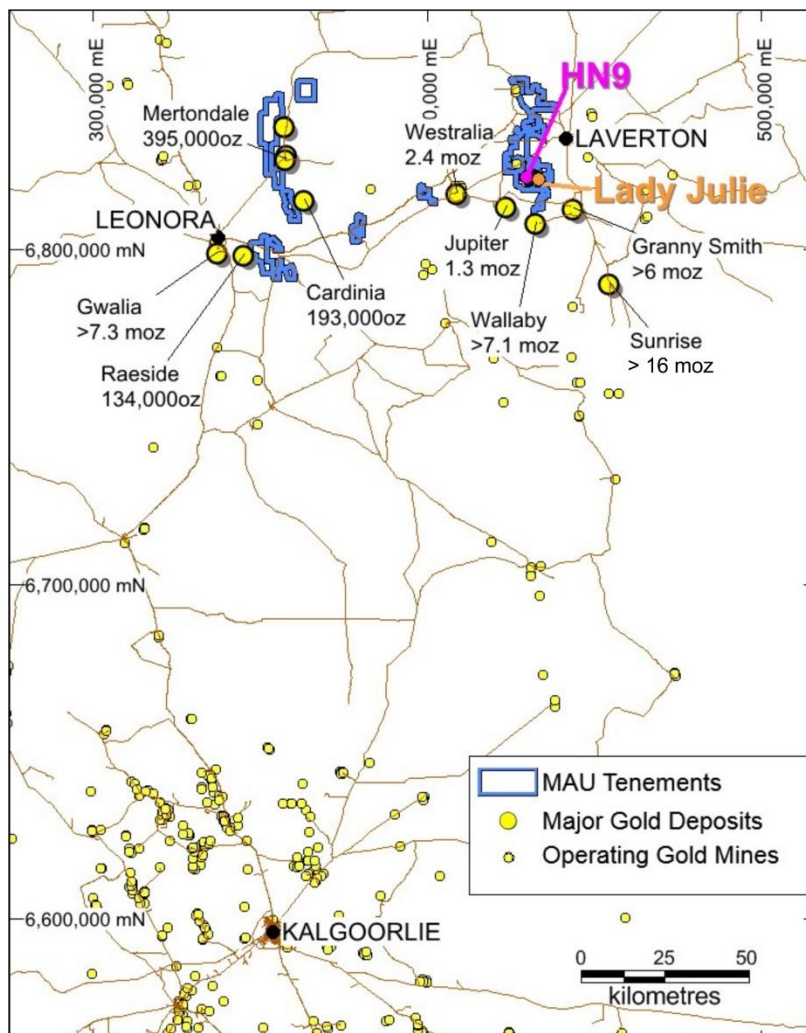 300,000 mE
0,000 mE
500,000 mE
HN9
Mertondale
395,000oz
Westralia
2.4 moz
LAVERTON
Lady Julie
LEONORA
6,800,000 mN
Jupiter
1.3 moz
Granny Smith
>6 moz
Gwalia
>7.3 moz
Cardinia
193,000oz
Wallaby
>7.1 moz
Sunrise
> 16 moz
Raeside
134,000oz
6,700,000 mN
MAU Tenements
Major Gold Deposits
Operating Gold Mines
6,600,000 mN
KALGOORLIE
0 25 50
kilometres